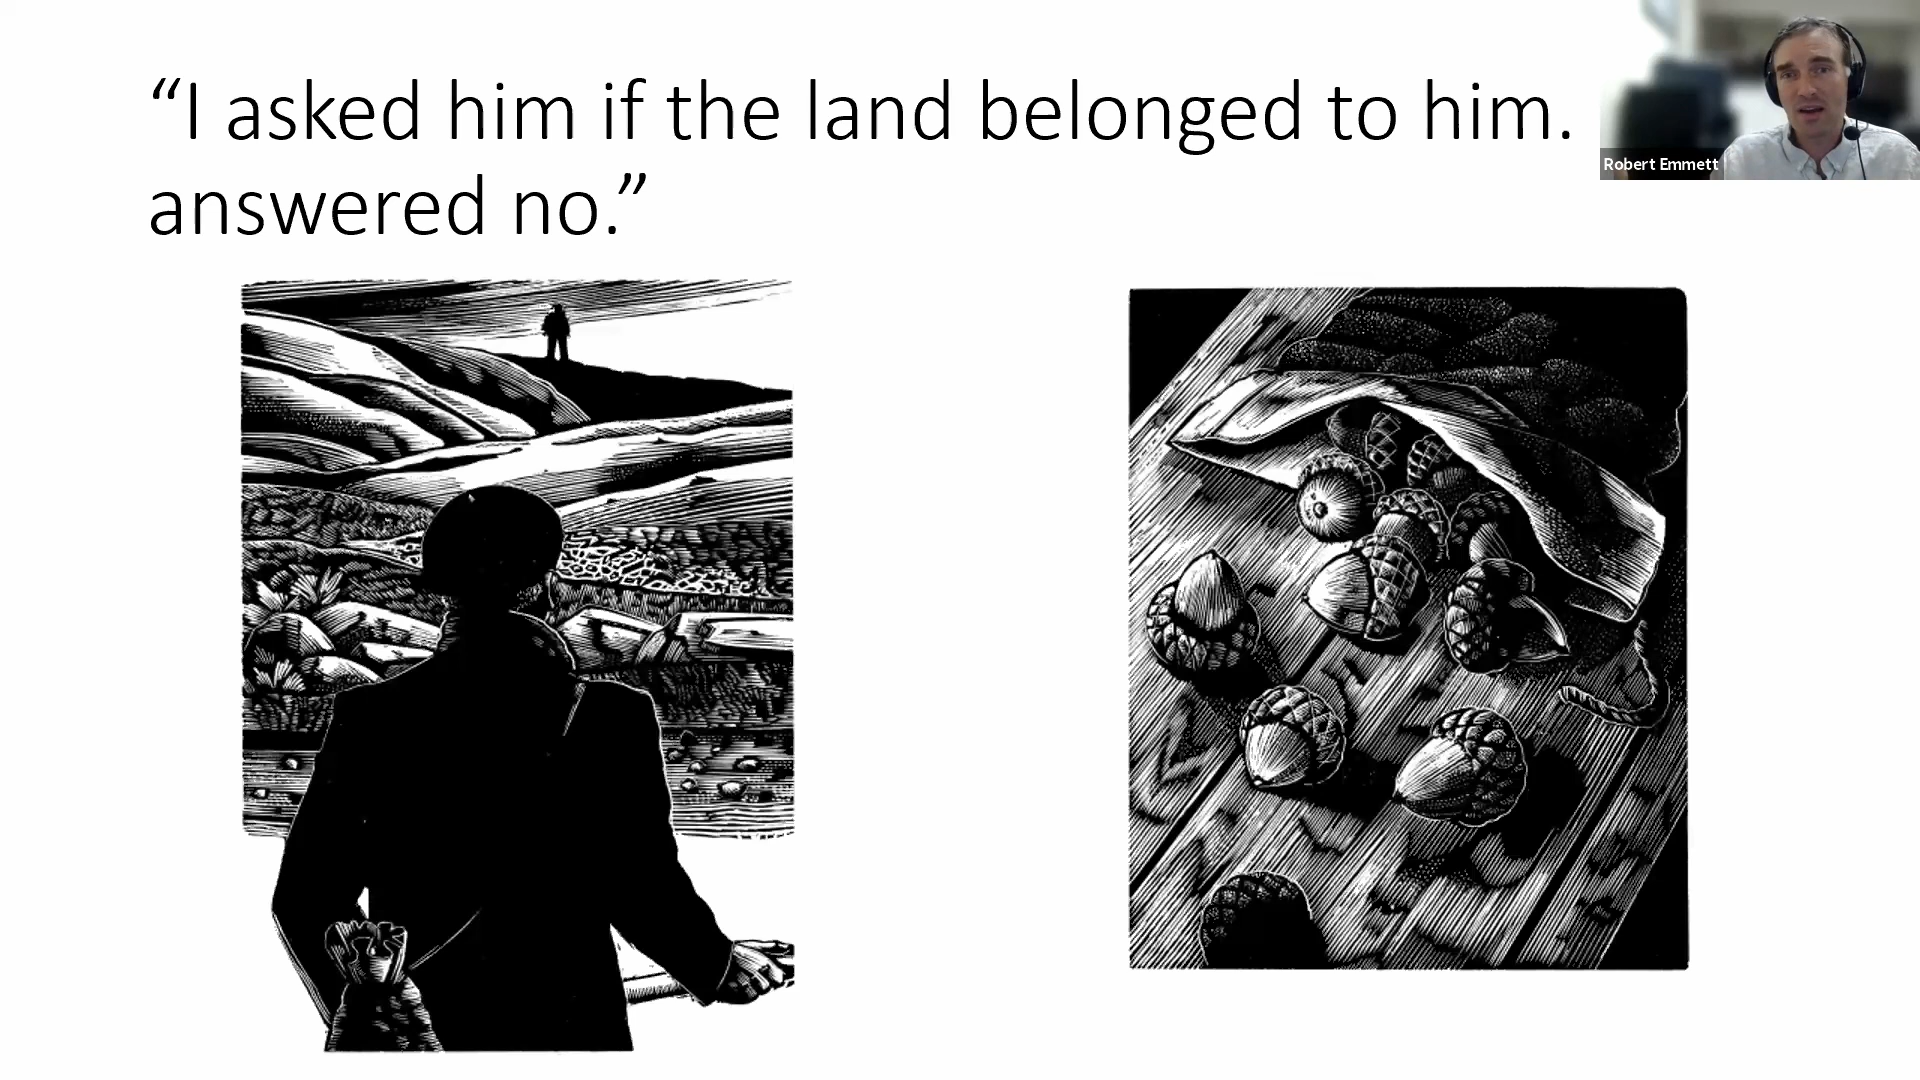 “I asked him if the land belonged to him.
answered no.”
Robert Emmett